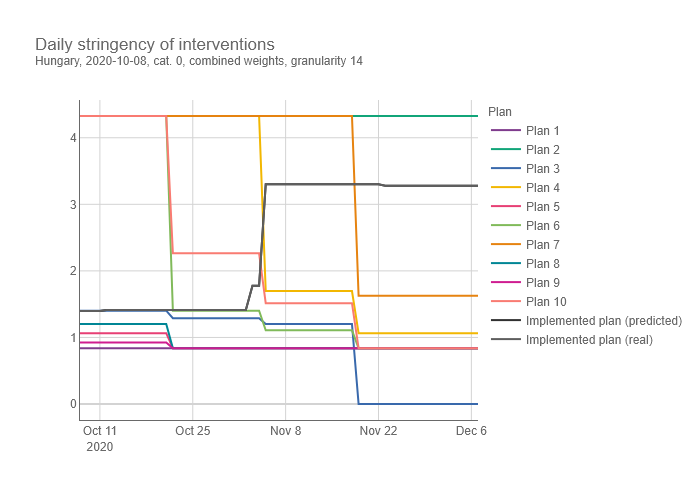 Daily stringency of interventions
Hungary, 2020-10-08, cat. 0, combined weights, granularity 14
Plan
Plan 1
Plan 2
Plan 3
Plan 4
Plan 5
Plan 6
Plan 7
Plan 8
Plan 9
Plan 10
Implemented plan (predicted)
Implemented plan (real)
4
3
2
1
0
Oct 11 Oct 25 Nov 8 Nov 22 Dec 6
2020